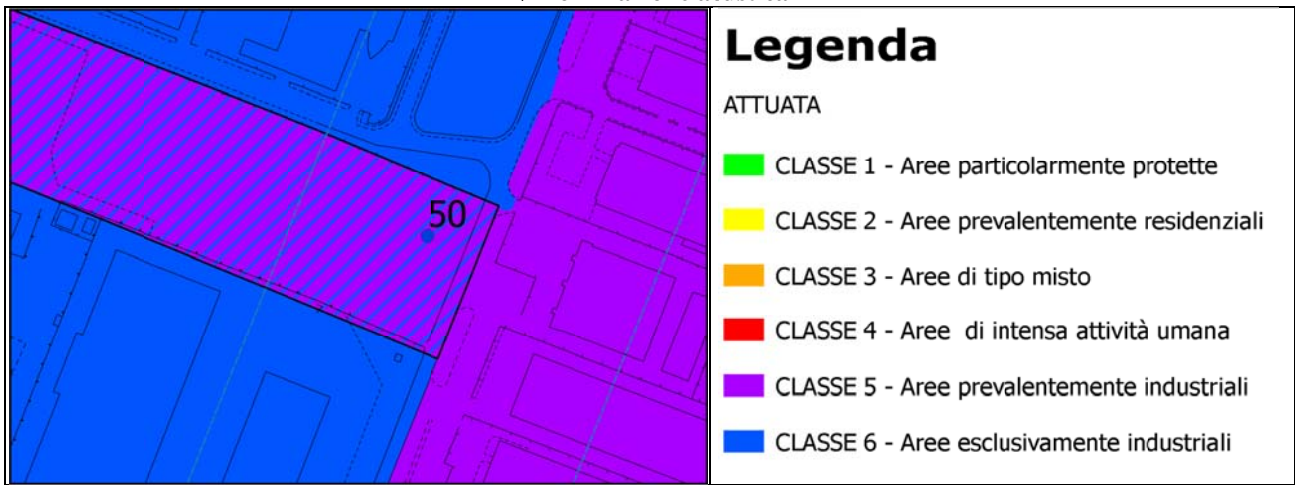 50
Legenda
ATTUATA
CLASSE 1 - Aree particolarmente protette
CLASSE 2 - Aree prevalentemente residenziali
CLASSE 3 - Aree di tipo misto
CLASSE 4 - Aree di intensa attività umana
CLASSE 5 - Aree prevalentemente industriali
CLASSE 6 - Aree esclusivamente industriali